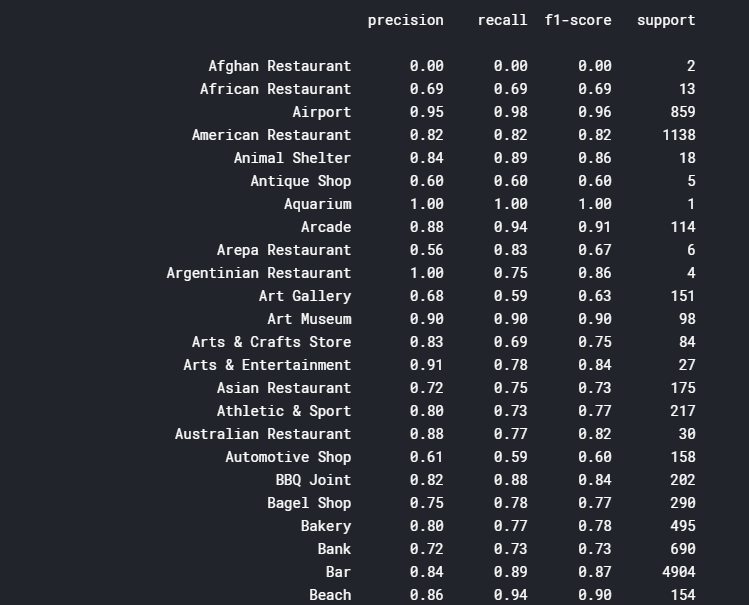 precision recall f1-score support
Afghan Restaurant 0.00 0.00 0.00 2
African Restaurant 0.69 0.69 0.69 13
Airport 0.95 0.98 0.96 859
American Restaurant 0.82 0.82 0.82 1138
Animal Shelter 0.84 0.89 0.86 18
Antique Shop 0.60 0.60 0.60 5
Aquarium 1.00 1.00 1.00 1
Arcade 0.88 0.94 0.91 114
Arepa Restaurant 0.56 0.83 0.67 6
Argentinian Restaurant 1.00 0.75 0.86 4
Art Gallery 0.68 0.59 0.63 151
Art Museum 0.90 0.90 0.90 98
Arts & Crafts Store 0.83 0.69 0.75 84
Arts & Entertainment 0.91 0.78 0.84 27
Asian Restaurant 0.72 0.75 0.73 175
Athletic & Sport 0.80 0.73 0.77 217
Australian Restaurant 0.88 0.77 0.82 30
Automotive Shop 0.61 0.59 0.60 158
BBQ Joint 0.82 0.88 0.84 202
Bagel Shop 0.75 0.78 0.77 290
Bakery 0.80 0.77 0.78 495
Bank 0.72 0.73 0.73 690
Bar 0.84 0.89 0.87 4904
Beach 0.86 0.94 0.90 154